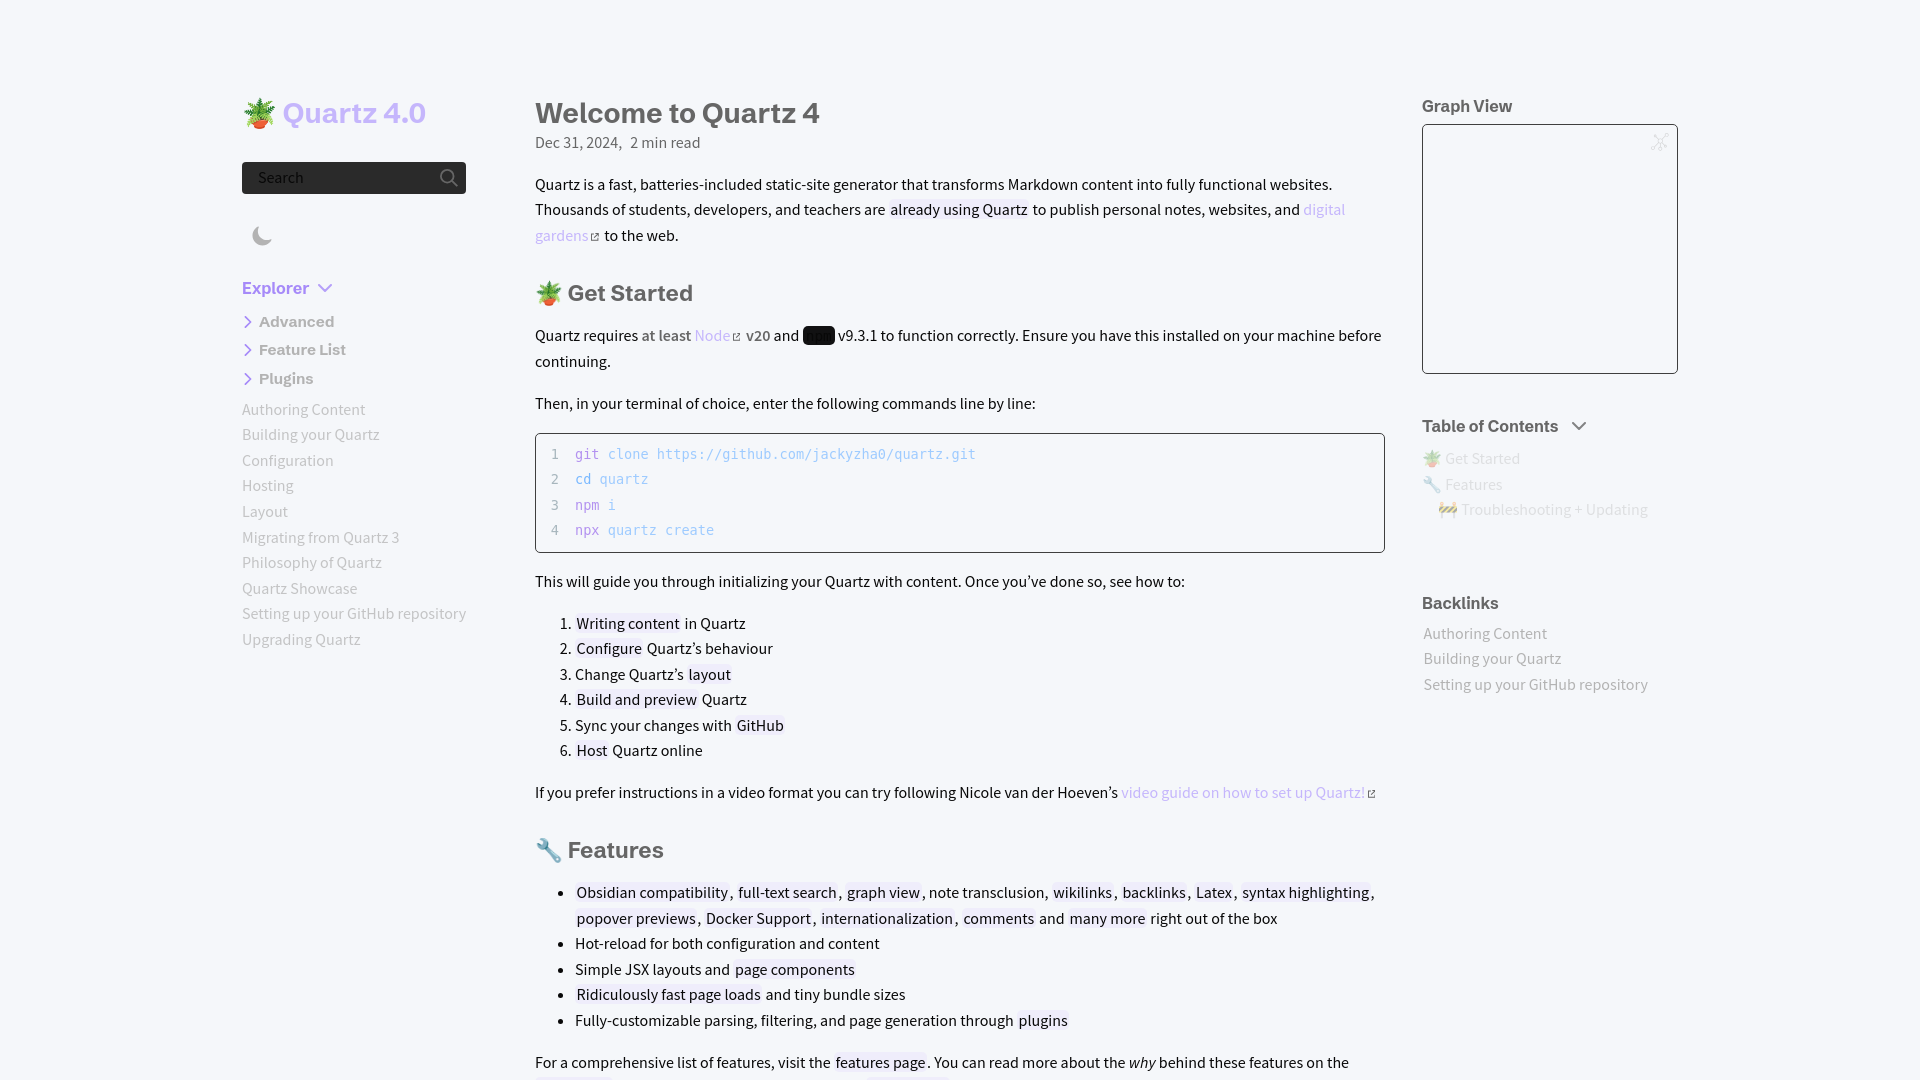 🪴 Quartz 4.0
Search
Explorer
Advanced
Feature List
Plugins
Authoring Content
Building your Quartz
Configuration
Hosting
Layout
Migrating from Quartz 3
Philosophy of Quartz
Quartz Showcase
Setting up your GitHub repository
Upgrading Quartz
Welcome to Quartz 4
Dec 31, 2024, 2 min read
Quartz is a fast, batteries-included static-site generator that transforms Markdown content into fully functional websites.
Thousands of students, developers, and teachers are already using Quartz to publish personal notes, websites, and digital
gardens to the web.
🪴 Get Started
Quartz requires at least Node v20 and v9.3.1 to function correctly. Ensure you have this installed on your machine before
continuing.
Then, in your terminal of choice, enter the following commands line by line:
1 git clone https://github.com/jackyzha0/quartz.git
2 cd quartz
3 npm i
4 npx quartz create
This will guide you through initializing your Quartz with content. Once you’ve done so, see how to:
1. Writing content in Quartz
2. Configure Quartz’s behaviour
3. Change Quartz’s layout
4. Build and preview Quartz
5. Sync your changes with GitHub
6. Host Quartz online
If you prefer instructions in a video format you can try following Nicole van der Hoeven’s video guide on how to set up Quartz!
🔧 Features
• Obsidian compatibility, full-text search, graph view, note transclusion, wikilinks, backlinks, Latex, syntax highlighting,
popover previews, Docker Support, internationalization, comments and many more right out of the box
• Hot-reload for both configuration and content
• Simple JSX layouts and page components
• Ridiculously fast page loads and tiny bundle sizes
• Fully-customizable parsing, filtering, and page generation through plugins
For a comprehensive list of features, visit the features page. You can read more about the why behind these features on the
Graph View
Table of Contents
🪴 Get Started
🔧 Features
🚧 Troubleshooting + Updating
Backlinks
Authoring Content
Building your Quartz
Setting up your GitHub repository